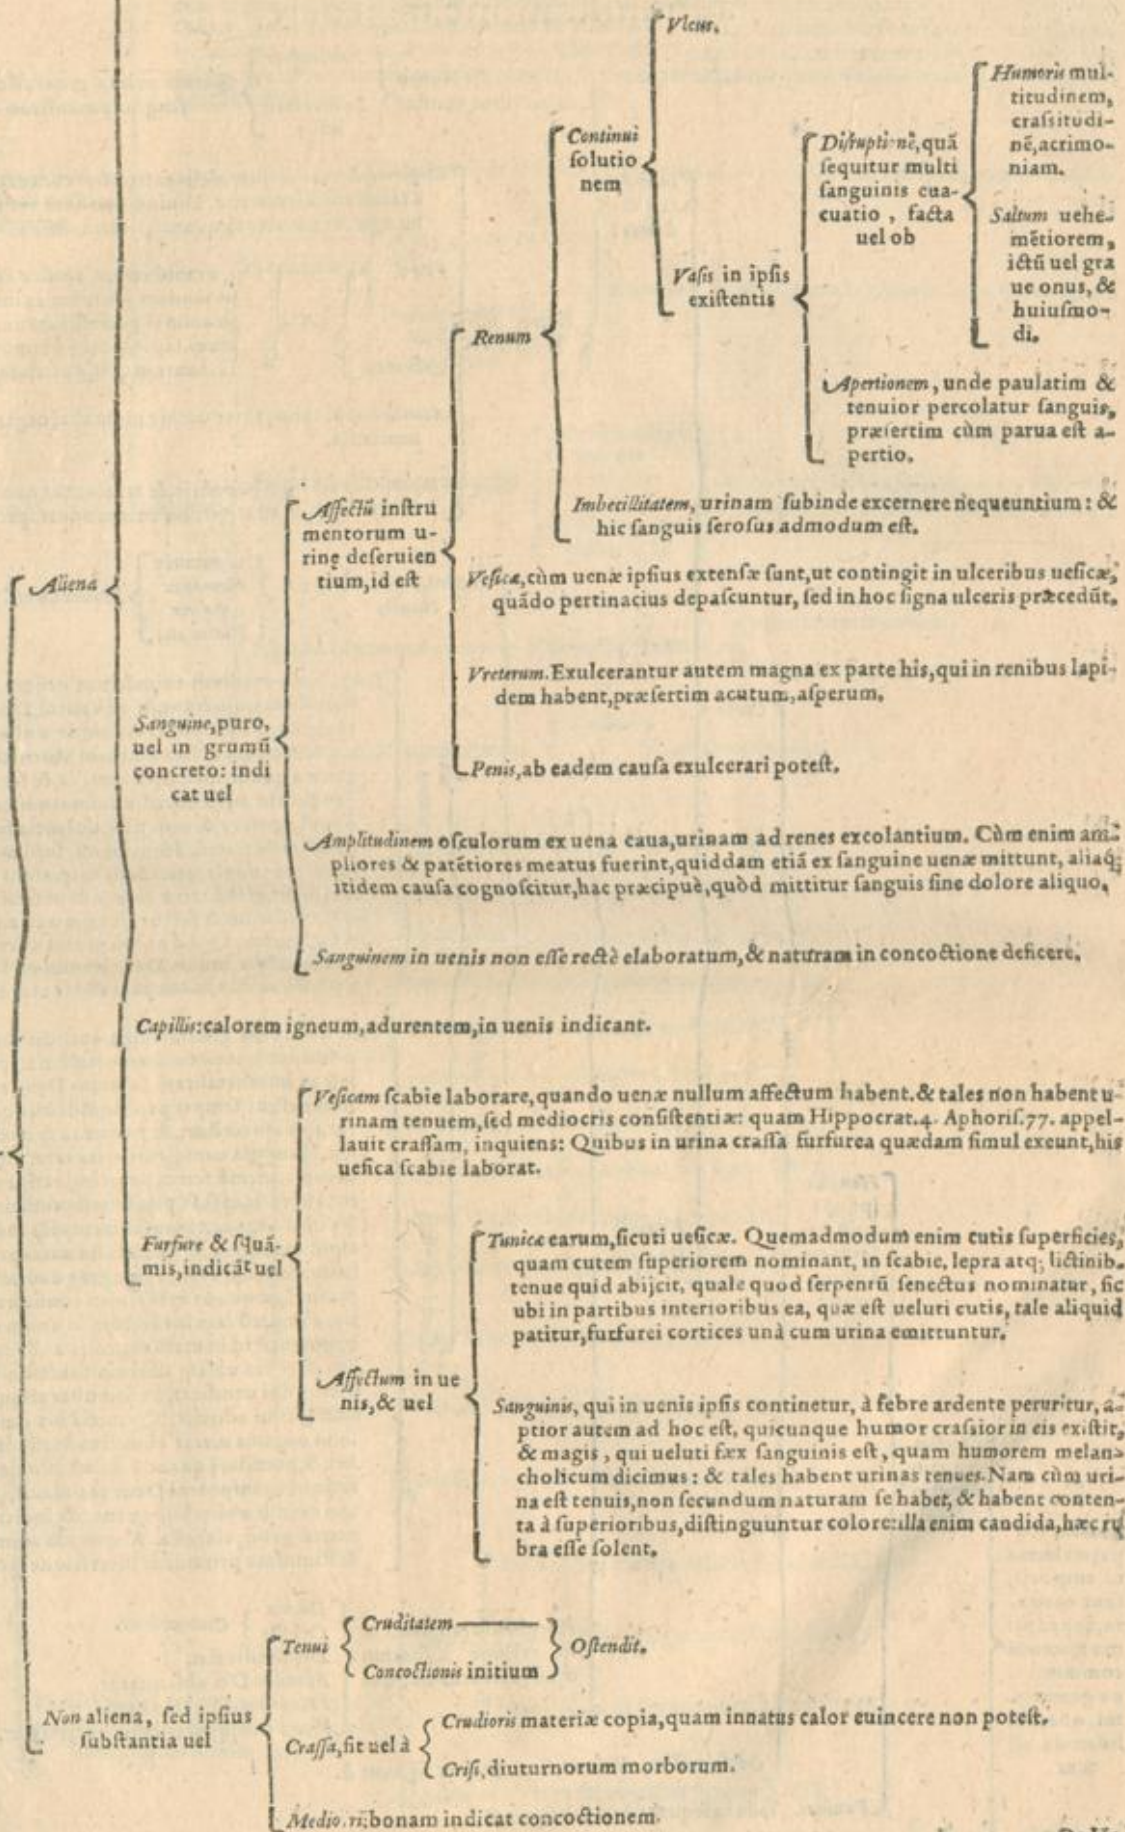 Aliena
Sanguine, puro,
uel in grumũ
concreto: indi
cat uel
Affectũ instru
mentorum u-
rinę deseruien
tium, id est
Renum
Continui
solutio
nem
Vlcus.
Vasis in ipsis
existentis
Disruptionẽ, quã
sequitur multi
sanguinis eua-
cuatio, facta
uel ob
Humoris mul-
titudinem,
crassitudi-
nẽ, acrimo-
niam.
Saltum uehe-
mẽtiorem,
ictũ uel gra
ue onus, &
huiusmo-
di.
Apertionem, unde paulatim &
tenuior percolatur sanguis,
præsertim cùm parua est a-
pertio.
Imbecillitatem, urinam subinde excernere nequeuntium: &
hic sanguis serosus admodum est.
Vesicæ, cùm uenæ ipsius extensæ sunt, ut contingit in ulceribus uesicæ,
quãdo pertinacius depascuntur, sed in hoc signa ulceris præcedũt.
Vreterum. Exulcerantur autem magna ex parte his, qui in renibus lapi-
dem habent, præsertim acutum, asperum.
Penis, ab eadem causa exulcerari potest.
Amplitudinem osculorum ex uena caua, urinam ad renes excolantium. Cùm enim am-
pliores & patẽtiores meatus fuerint, quiddam etiã ex sanguine uenæ mittunt, aliaq;
itidem causa cognoscitur, hac præcipuè, quòd mittitur sanguis sine dolore aliquo.
Sanguinem in uenis non esse rectè elaboratum, & naturam in concoctione deficere.
Capillis: calorem igneum, adurentem, in uenis indicant.
Furfure & squã-
mis, indicãt uel
Vesicam scabie laborare, quando uenæ nullum affectum habent. & tales non habent u-
rinam tenuem, sed mediocris consistentiæ: quam Hippocrat. 4. Aphoris. 77. appel-
lauit crassam, inquiens: Quibus in urina crassa furfurea quædam simul exeunt, his
uesica scabie laborat.
Affectum in ue
nis, & uel
Tunicæ earum, sicuti uesicæ. Quemadmodum enim cutis superficies,
quam cutem superiorem nominant, in scabie, lepra atq; lictinib.
tenue quid abijcit, quale quod serpentũ senectus nominatur, sic
ubi in partibus interioribus ea, quæ est ueluti cutis, tale aliquid
patitur, furfurei cortices unà cum urina emittuntur.
Sanguinis, qui in uenis ipsis continetur, à febre ardente peruritur, a-
ptior autem ad hoc est, quicunque humor crassior in eis existit,
& magis, qui ueluti fæx sanguinis est, quam humorem melan-
cholicum dicimus: & tales habent urinas tenues. Nam cùm uri-
na est tenuis, non secundum naturam se habet, & habent conten-
ta à superioribus, distinguuntur colore: illa enim candida, hæc ru
bra esse solent.
Non aliena, sed ipsius
substantia uel
Tenui
Cruditatem
Concoctionis initium
Ostendit.
Crassa, fit uel à
Crudioris materiæ copia, quam innatus calor euincere non potest.
Crisi, diuturnorum morborum.
bonam indicat concoctionem.